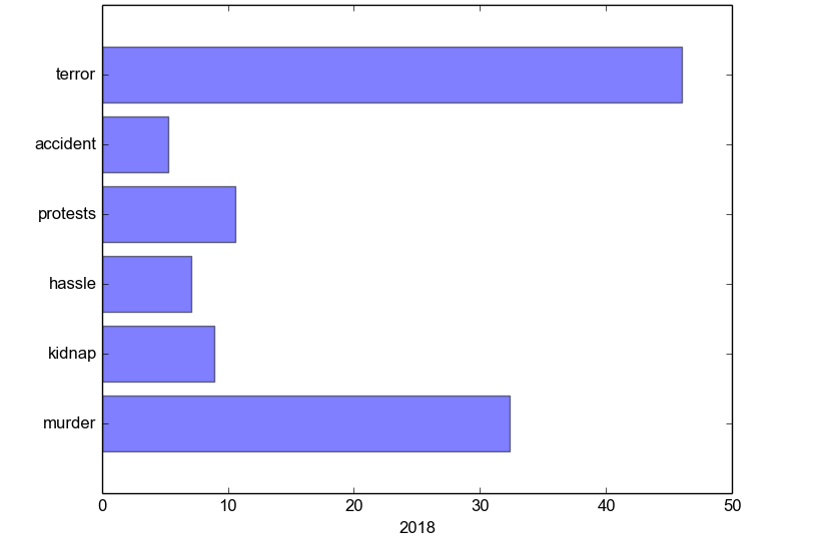 terror
accident
protests
hassle
kidnap
murder
0 10 20 30 40 50
2018